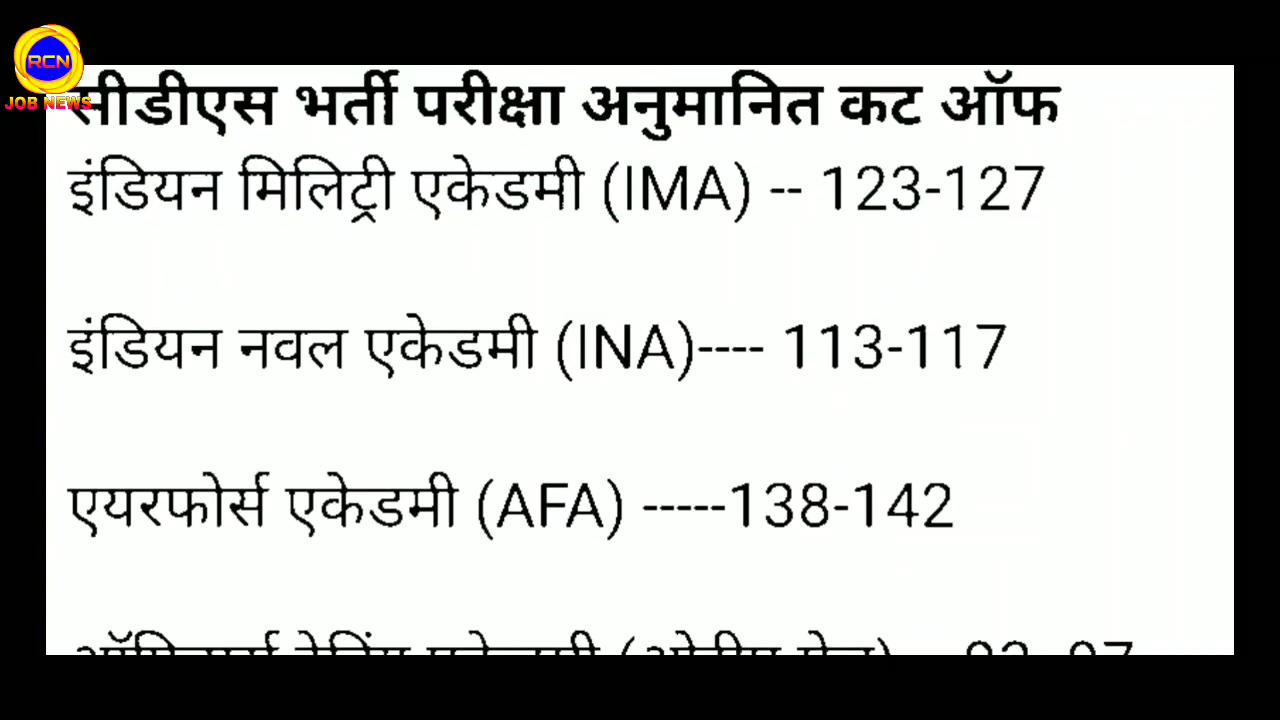 RCN
JOB NEWS
सीडीएस भर्ती परीक्षा अनुमानित कट ऑफ
इंडियन मिलिट्री एकेडमी (IMA) -- 123-127
इंडियन नवल एकेडमी (INA)---- 113-117
एयरफोर्स एकेडमी (AFA) -----138-142